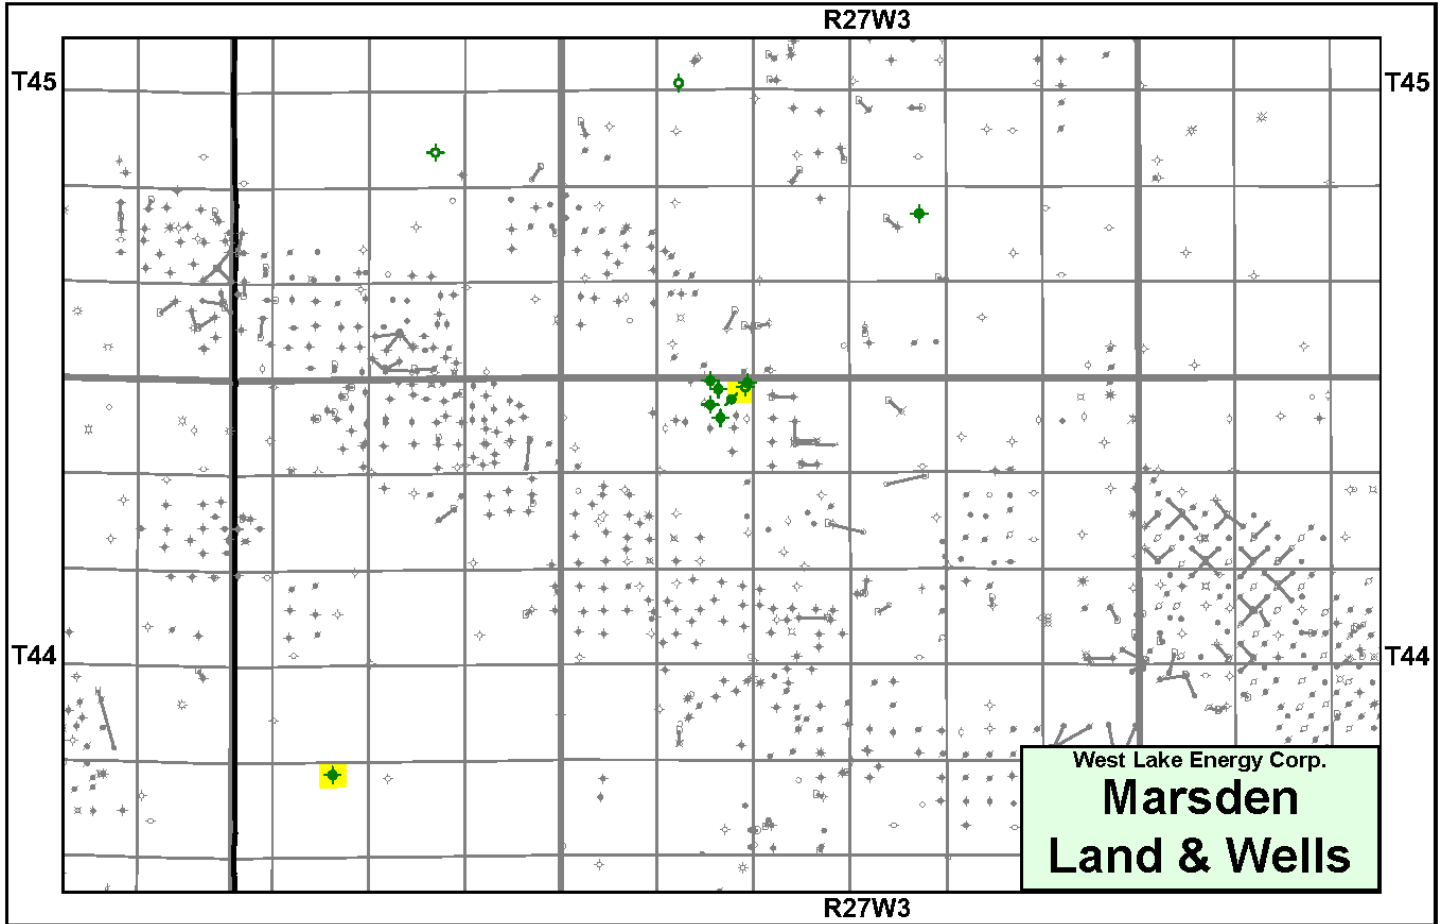 R27W3
T45
T45
T44
T44
West Lake Energy Corp.
Marsden
Land & Wells
R27W3